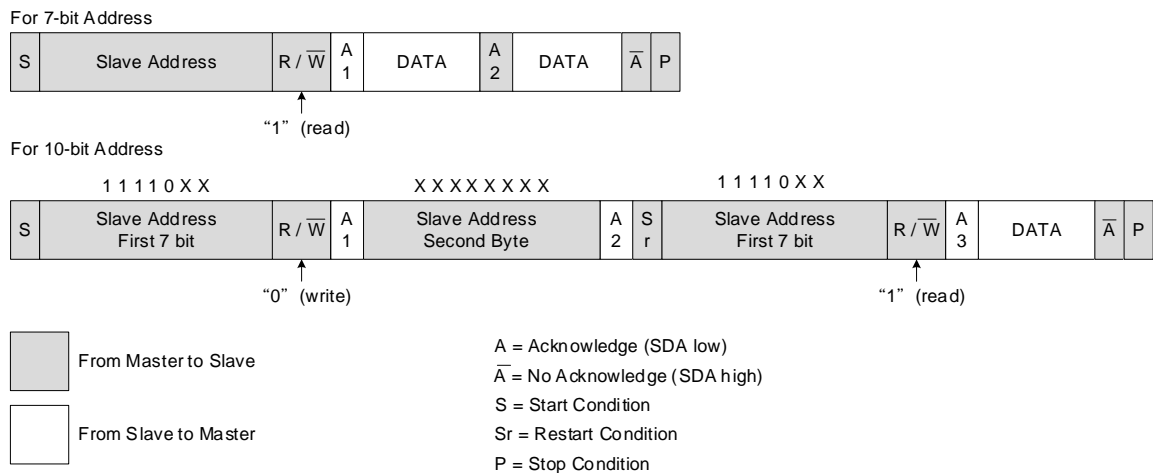 For 7-bit Address
S Slave Address R / W̅ A 1 DATA A 2 DATA A̅ P
“1” (read)
For 10-bit Address
1 1 1 1 0 X X X X X X X X X X 1 1 1 1 0 X X
S Slave Address First 7 bit R / W̅ A 1 Slave Address Second Byte A 2 S r Slave Address First 7 bit R / W̅ A 3 DATA A̅ P
“0” (write) “1” (read)
From Master to Slave
From Slave to Master
A = Acknowledge (SDA low)
A̅ = No Acknowledge (SDA high)
S = Start Condition
Sr = Restart Condition
P = Stop Condition